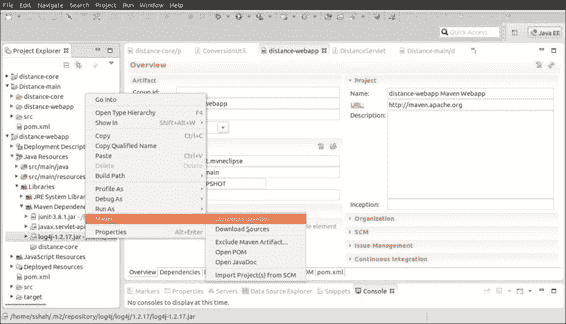 File Edit Navigate Search Project Run Window Help
Quick Access
Java EE
Project Explorer
distance-core/p
ConversionUtil.
distance-webapp
DistanceServlet
Distance-main/d
distance-core
Distance-main
distance-core
distance-webapp
src
pom.xml
distance-webapp
Deployment Descri
Java Resources
src/main/java
src/main/resources
Libraries
JRE System Librar
Maven Dependenc
junit-3.8.1.jar
javax.servlet-ap
log4j-1.2.17.jar
distance-core
JavaScript Resources
Deployed Resources
src
target
Go Into
Open Type Hierarchy F4
Show In Shift+Alt+W
Copy Ctrl+C
Copy Qualified Name
Paste Ctrl+V
Delete Delete
Build Path
Profile As
Debug As
Run As
Maven
Properties Alt+Enter
Download Sources
Exclude Maven Artifact...
Open POM
Open JavaDoc
Import Project(s) from SCM
Overview
Artifact
Group Id:
webapp
.mvneclipse
main
PSHOT
webapp
le element
Project
Name: distance-webapp Maven Webapp
URL: http://maven.apache.org
Description:
Inception:
Organization
SCM
Issue Management
Continuous Integration
Overview Dependencies
OM pom.xml
Markers Properties Servers Data Source Explorer Snippets Console
No consoles to display at this time.
/home/sshah/.m2/repository/log4j/log4j/1.2.17/log4j-1.2.17.jar